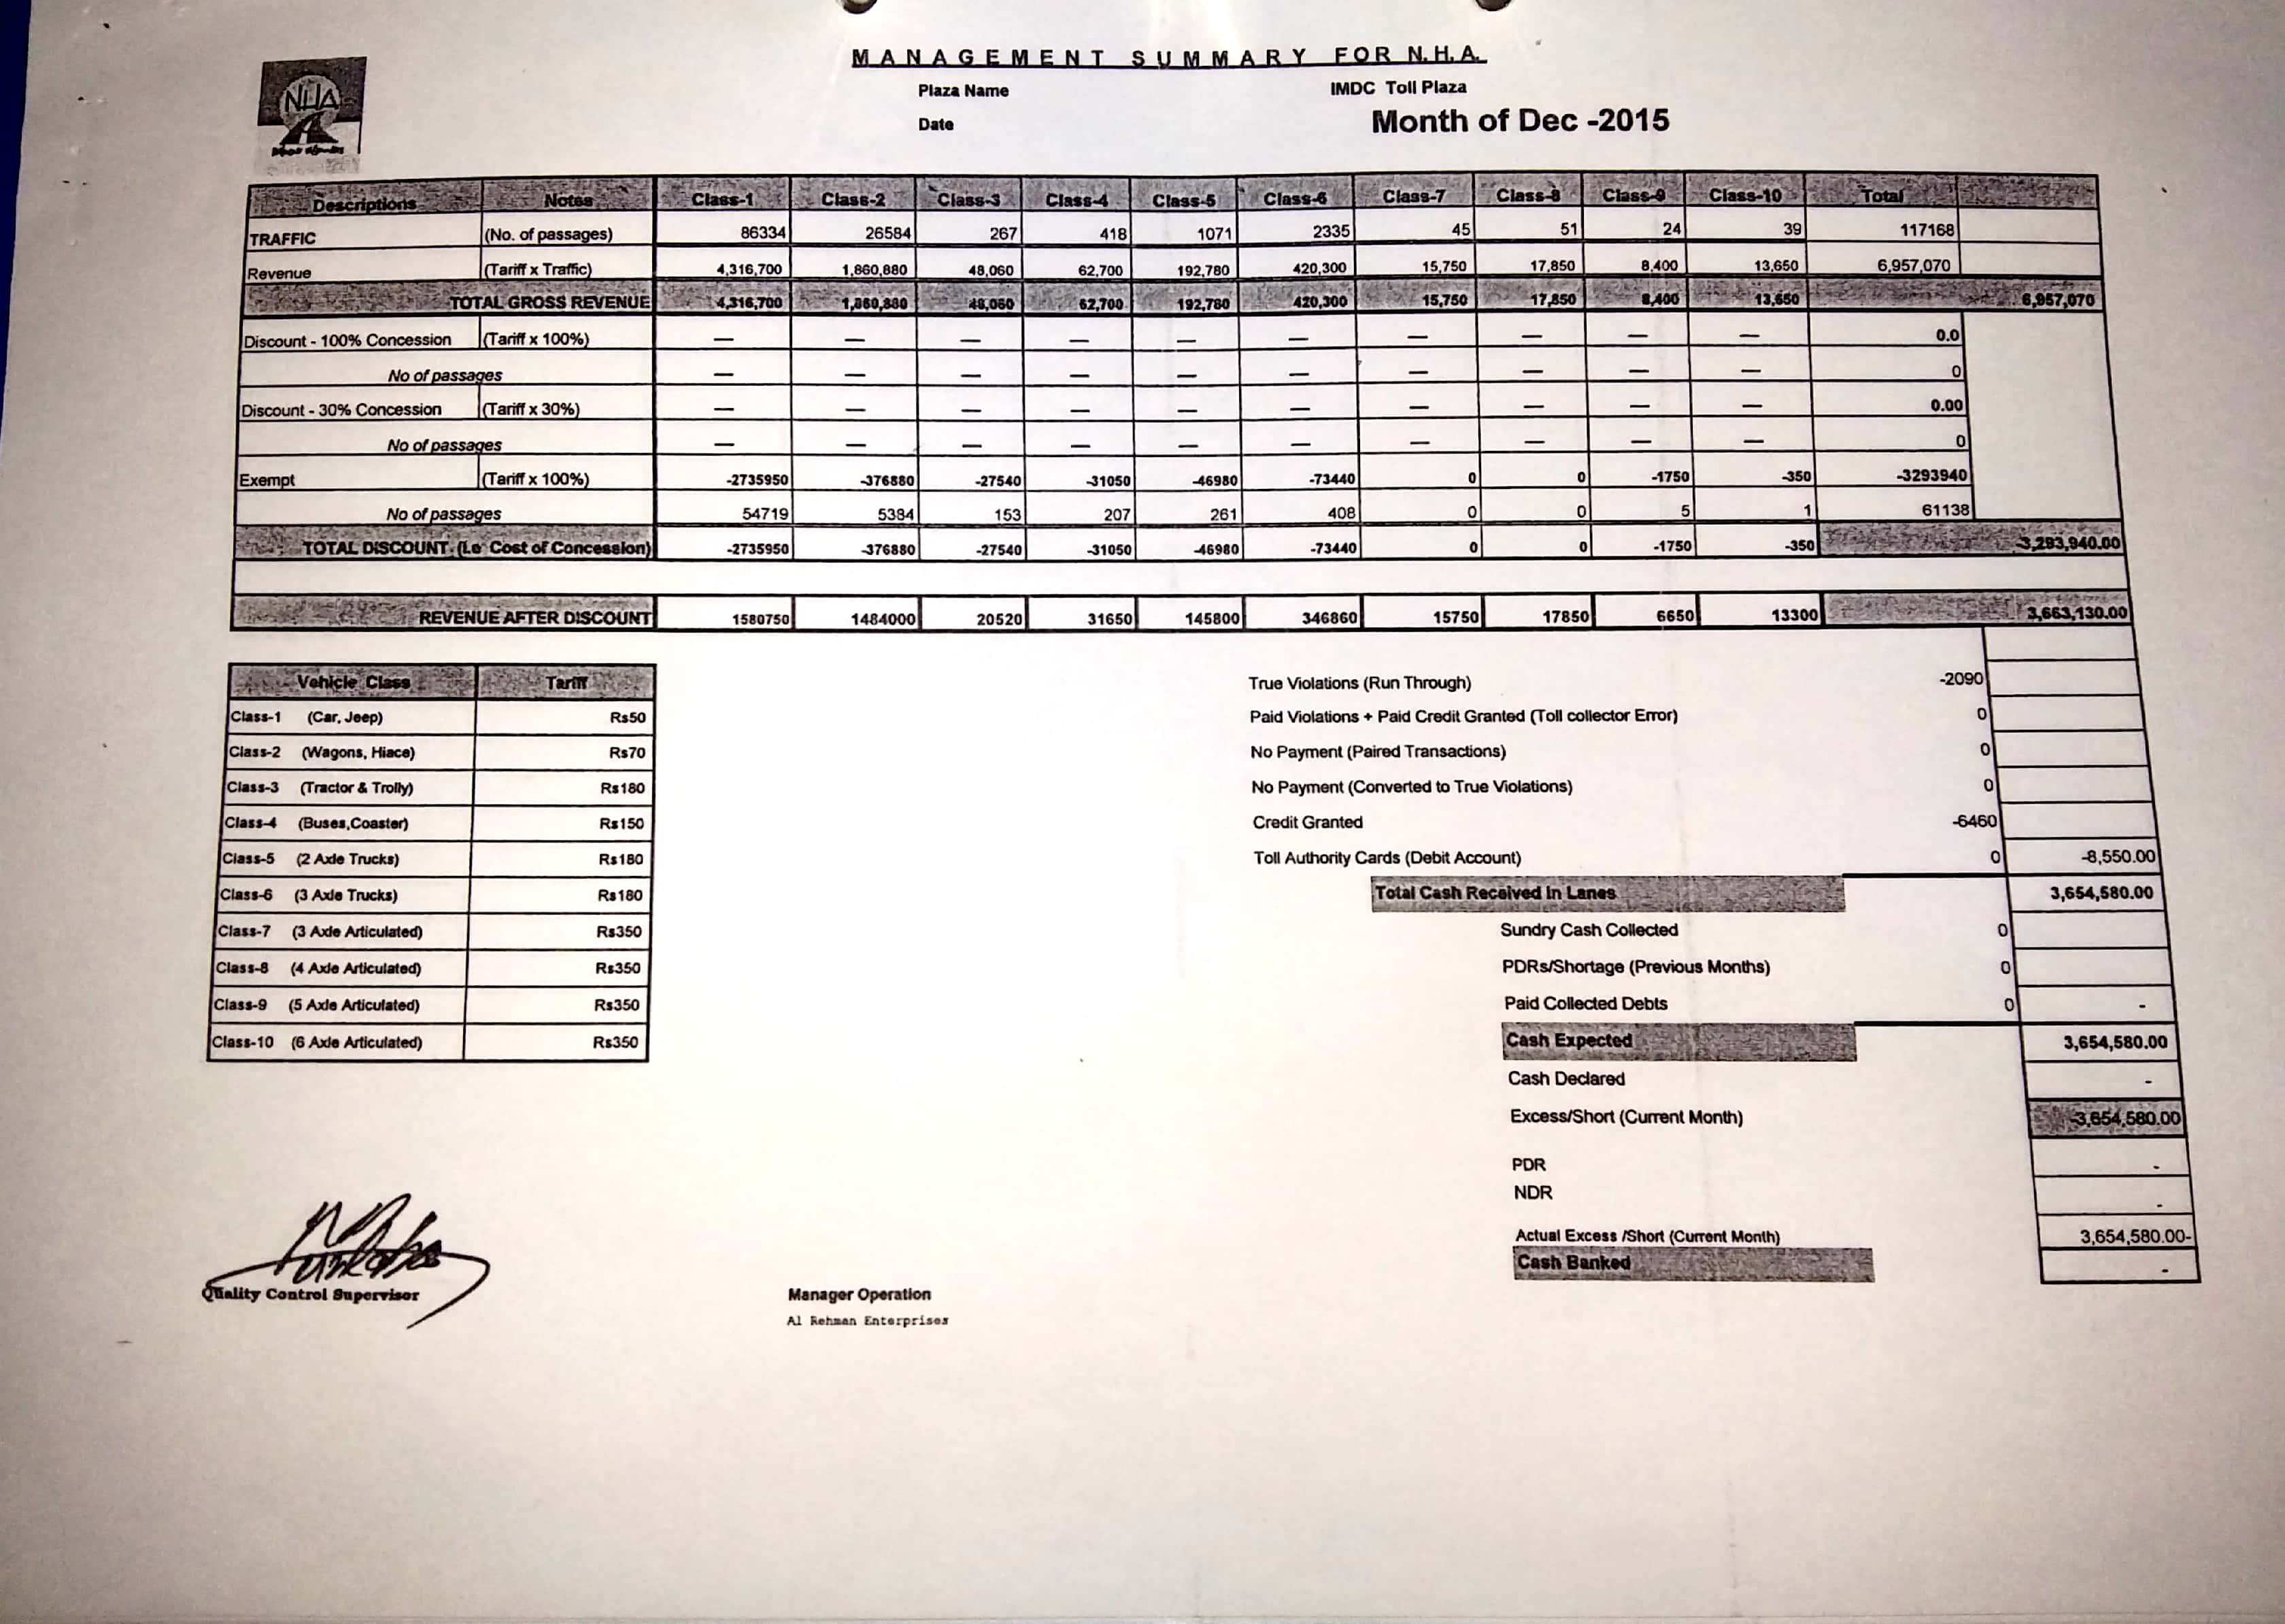 MANAGEMENT SUMMARY FOR N.H.A.
NHA
Plaza Name IMDC Toll Plaza
Date Month of Dec -2015
Descriptions Notes Class-1 Class-2 Class-3 Class-4 Class-5 Class-6 Class-7 Class-8 Class-9 Class-10 Total
TRAFFIC (No. of passages) 86334 26584 267 418 1071 2335 45 51 24 39 117168
Revenue (Tariff x Traffic) 4,316,700 1,860,880 48,060 62,700 192,780 420,300 15,750 17,850 8,400 13,650 6,957,070
TOTAL GROSS REVENUE 4,316,700 1,860,880 48,060 62,700 192,780 420,300 15,750 17,850 8,400 13,650 6,957,070
Discount - 100% Concession (Tariff x 100%) — — — — — — — — — — 0.0
No of passages — — — — — — — — — — 0
Discount - 30% Concession (Tariff x 30%) — — — — — — — — — — 0.00
No of passages — — — — — — — — — — 0
Exempt (Tariff x 100%) -2735950 -376880 -27540 -31050 -46980 -73440 0 0 -1750 -350 -3293940
No of passages 54719 5384 153 207 261 408 0 0 5 1 61138
TOTAL DISCOUNT. (i.e Cost of Concession) -2735950 -376880 -27540 -31050 -46980 -73440 0 0 -1750 -350 -3,293,940.00
REVENUE AFTER DISCOUNT 1580750 1484000 20520 31650 145800 346860 15750 17850 6650 13300 3,663,130.00
Vehicle Class Tariff
Class-1 (Car, Jeep) Rs50
Class-2 (Wagons, Hiace) Rs70
Class-3 (Tractor & Trolly) Rs180
Class-4 (Buses,Coaster) Rs150
Class-5 (2 Axle Trucks) Rs180
Class-6 (3 Axle Trucks) Rs180
Class-7 (3 Axle Articulated) Rs350
Class-8 (4 Axle Articulated) Rs350
Class-9 (5 Axle Articulated) Rs350
Class-10 (6 Axle Articulated) Rs350
True Violations (Run Through) -2090
Paid Violations + Paid Credit Granted (Toll collector Error) 0
No Payment (Paired Transactions) 0
No Payment (Converted to True Violations) 0
Credit Granted -6460
Toll Authority Cards (Debit Account) 0 -8,550.00
Total Cash Received in Lanes 3,654,580.00
Sundry Cash Collected 0
PDRs/Shortage (Previous Months) 0
Paid Collected Debts 0 -
Cash Expected 3,654,580.00
Cash Declared -
Excess/Short (Current Month) -3,654,580.00
PDR -
NDR -
Actual Excess /Short (Current Month) 3,654,580.00-
Cash Banked -
Quality Control Supervisor
Manager Operation
Al Rehman Enterprises